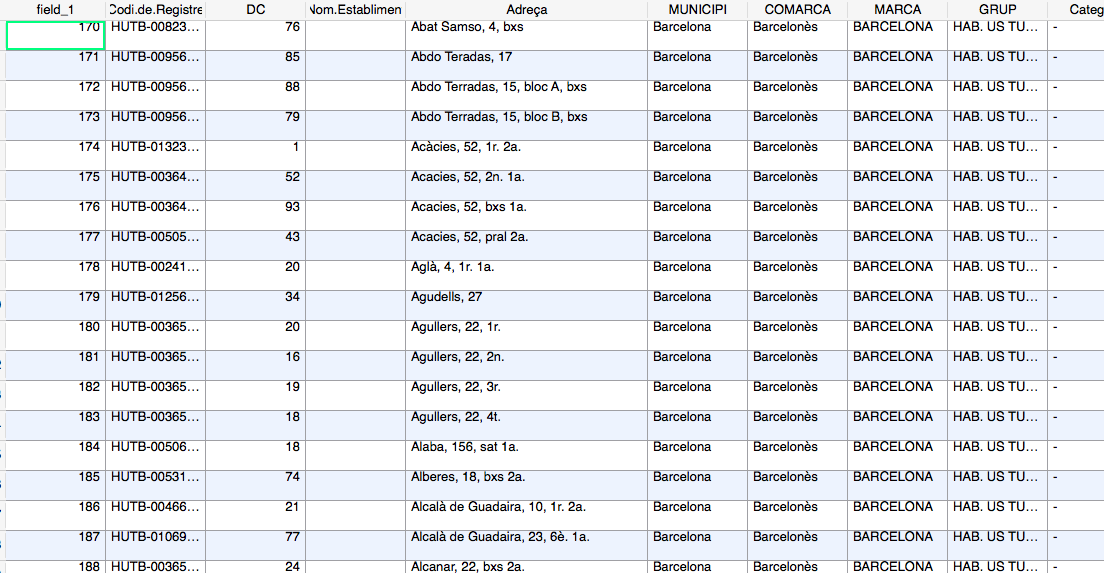 field_1 Codi.de.Registre DC Nom.Establimen Adreça MUNICIPI COMARCA MARCA GRUP Categ
170 HUTB-00823... 76 Abat Samso, 4, bxs Barcelona Barcelonès BARCELONA HAB. US TU... -
171 HUTB-00956... 85 Abdo Teradas, 17 Barcelona Barcelonès BARCELONA HAB. US TU... -
172 HUTB-00956... 88 Abdo Terradas, 15, bloc A, bxs Barcelona Barcelonès BARCELONA HAB. US TU... -
173 HUTB-00956... 79 Abdo Terradas, 15, bloc B, bxs Barcelona Barcelonès BARCELONA HAB. US TU... -
174 HUTB-01323... 1 Acàcies, 52, 1r. 2a. Barcelona Barcelonès BARCELONA HAB. US TU... -
175 HUTB-00364... 52 Acacies, 52, 2n. 1a. Barcelona Barcelonès BARCELONA HAB. US TU... -
176 HUTB-00364... 93 Acacies, 52, bxs 1a. Barcelona Barcelonès BARCELONA HAB. US TU... -
177 HUTB-00505... 43 Acacies, 52, pral 2a. Barcelona Barcelonès BARCELONA HAB. US TU... -
178 HUTB-00241... 20 Aglà, 4, 1r. 1a. Barcelona Barcelonès BARCELONA HAB. US TU... -
179 HUTB-01256... 34 Agudells, 27 Barcelona Barcelonès BARCELONA HAB. US TU... -
180 HUTB-00365... 20 Agullers, 22, 1r. Barcelona Barcelonès BARCELONA HAB. US TU... -
181 HUTB-00365... 16 Agullers, 22, 2n. Barcelona Barcelonès BARCELONA HAB. US TU... -
182 HUTB-00365... 19 Agullers, 22, 3r. Barcelona Barcelonès BARCELONA HAB. US TU... -
183 HUTB-00365... 18 Agullers, 22, 4t. Barcelona Barcelonès BARCELONA HAB. US TU... -
184 HUTB-00506... 18 Alaba, 156, sat 1a. Barcelona Barcelonès BARCELONA HAB. US TU... -
185 HUTB-00531... 74 Alberes, 18, bxs 2a. Barcelona Barcelonès BARCELONA HAB. US TU... -
186 HUTB-00466... 21 Alcalà de Guadaira, 10, 1r. 2a. Barcelona Barcelonès BARCELONA HAB. US TU... -
187 HUTB-01069... 77 Alcalà de Guadaira, 23, 6è. 1a. Barcelona Barcelonès BARCELONA HAB. US TU... -
188 HUTB-00365... 24 Alcanar, 22, bxs 2a. Barcelona Barcelonès BARCELONA HAB. US TU... -